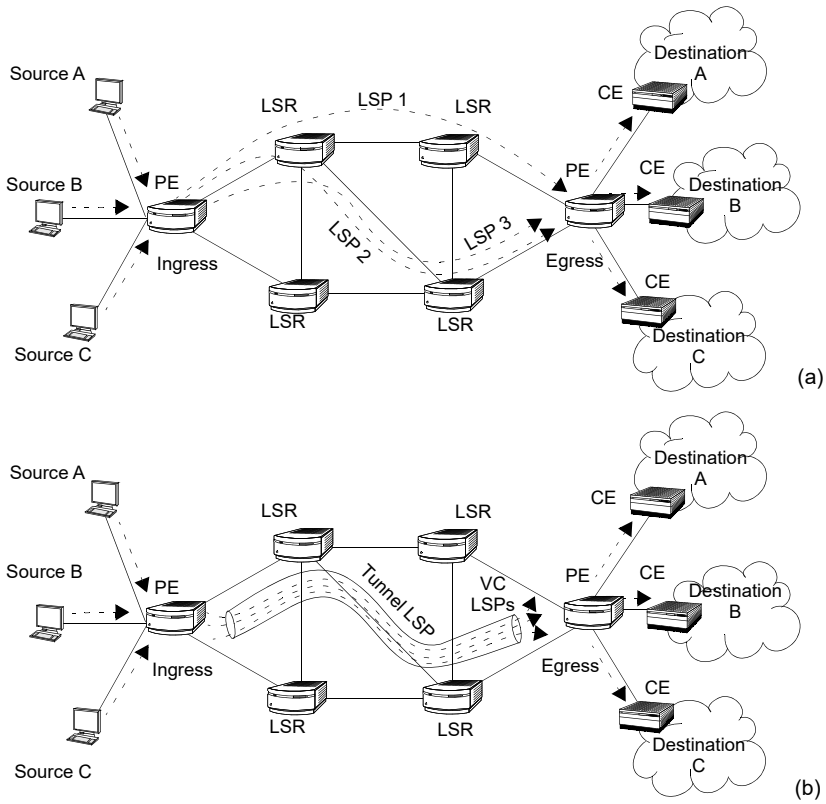 Destination
A
Source A
CE
LSR
LSP 1
LSR
CE
PE
PE
Source B
Destination
B
LSP 3
LSP 2
Ingress
Egress
CE
LSR
LSR
Source C
Destination
C
(a)
Destination
A
Source A
CE
LSR
LSR
Source B
PE
Tunnel LSP
VC
LSPs
PE
CE
Destination
B
Ingress
Egress
CE
LSR
LSR
Source C
Destination
C
(b)